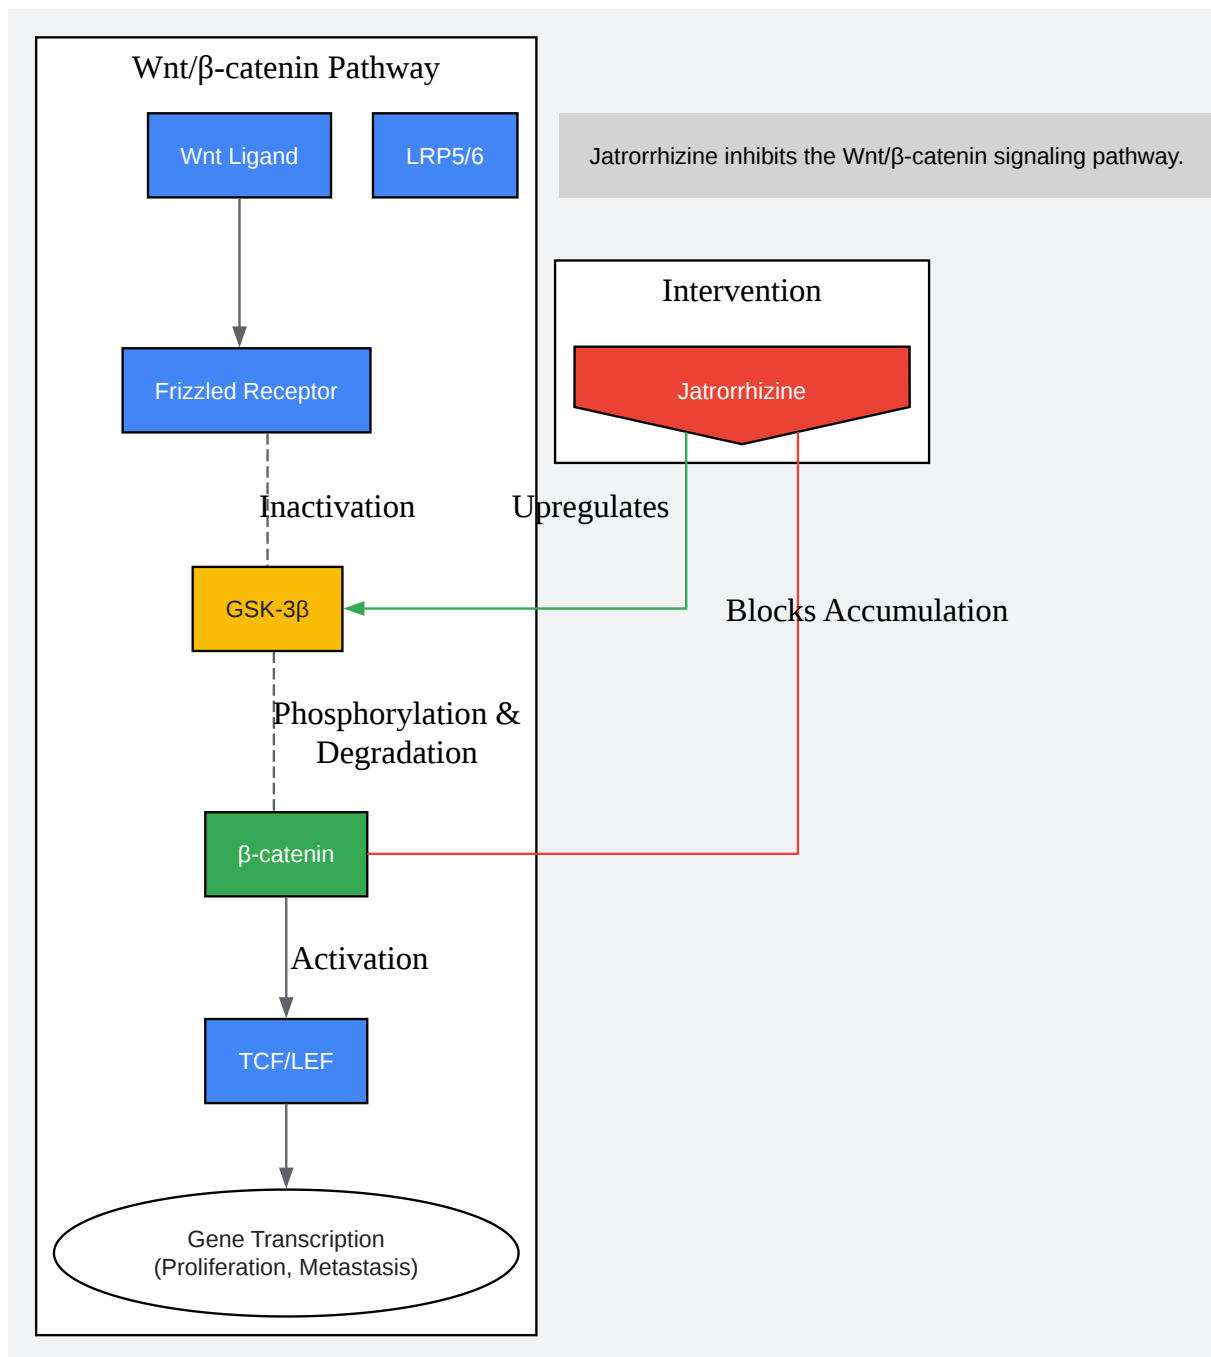 Wnt/β-catenin Pathway
Wnt Ligand
LRP5/6
Jatrorrhizine inhibits the Wnt/β-catenin signaling pathway.
Intervention
Jatrorrhizine
Frizzled Receptor
Inactivation
Upregulates
GSK-3β
Blocks Accumulation
Phosphorylation &
Degradation
β-catenin
Activation
TCF/LEF
Gene Transcription
(Proliferation, Metastasis)